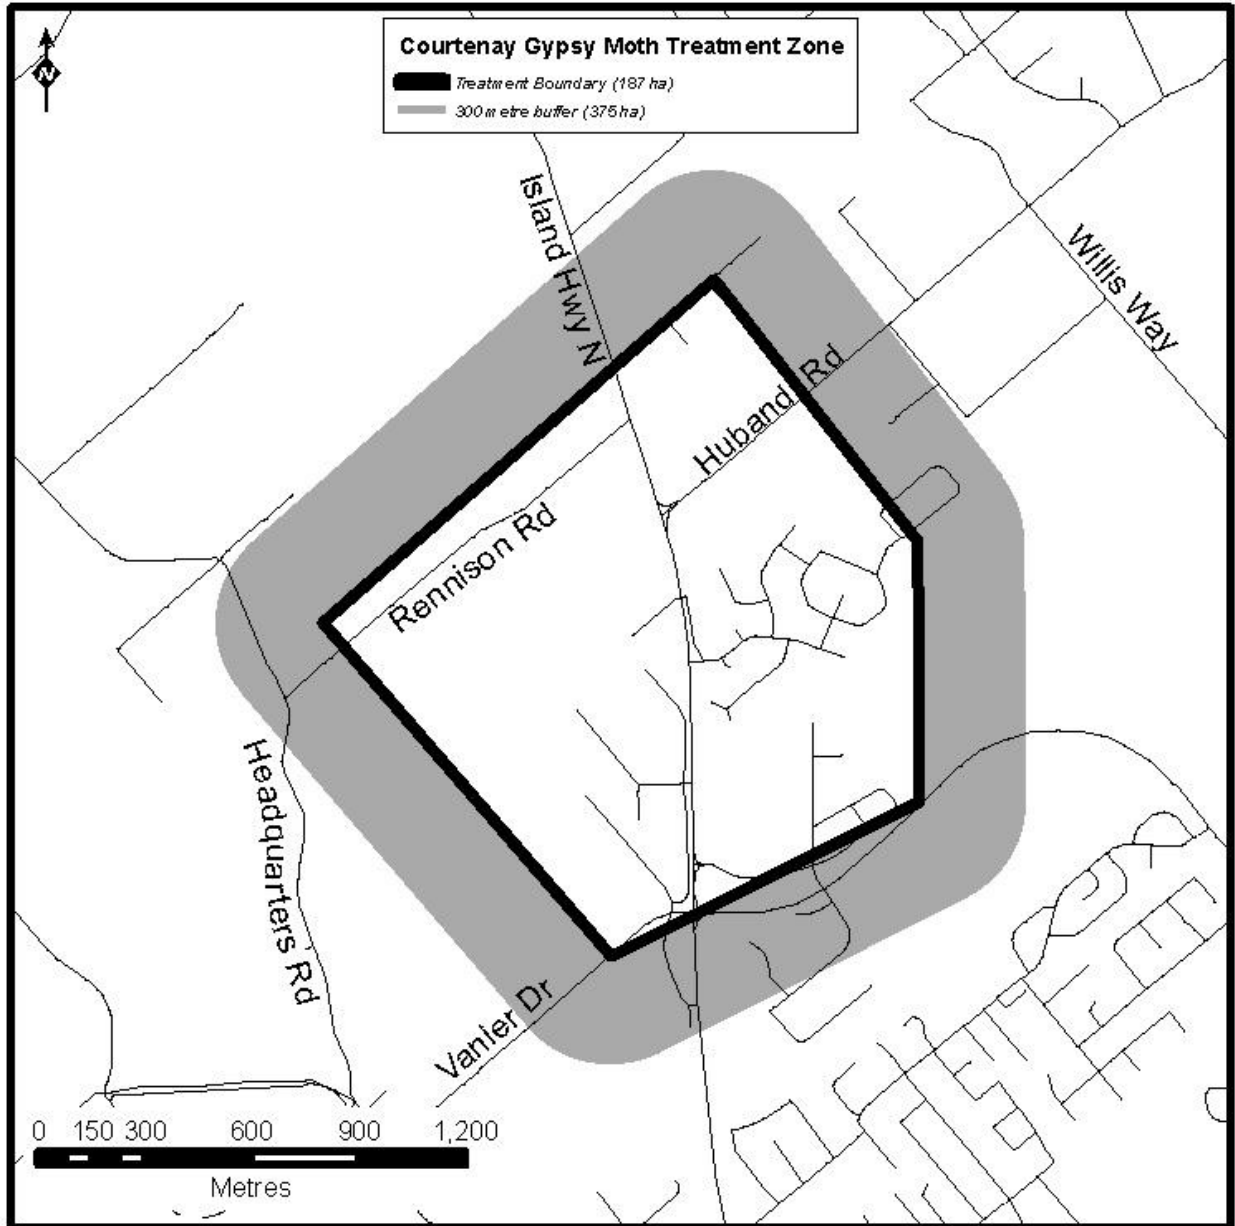 N
Courtenay Gypsy Moth Treatment Zone
Treatment Boundary (187 ha)
300 metre buffer (375 ha)
Island Hwy N
Willis Way
Huband Rd
Rennison Rd
Headquarters Rd
Vanier Dr
0 150 300 600 900 1,200
Metres